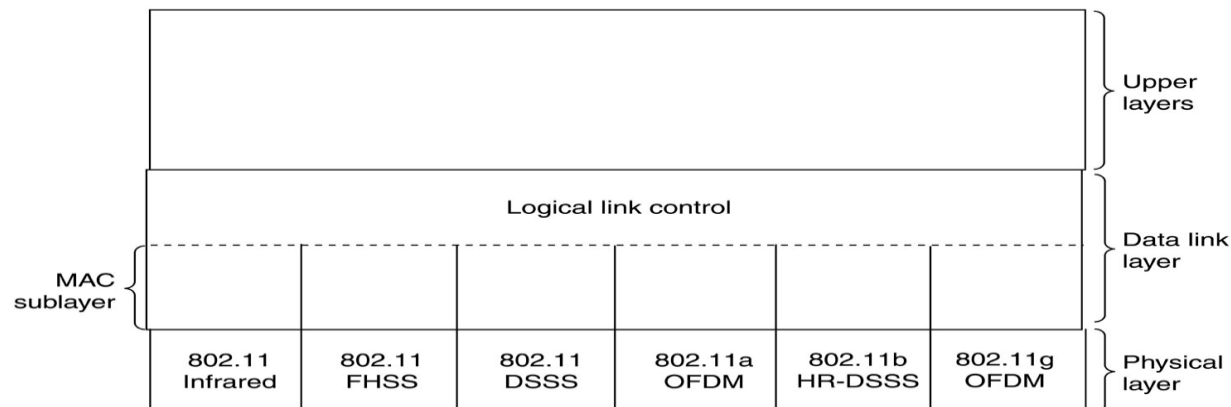 Upper
layers
Logical link control
Data link
layer
MAC
sublayer
802.11
Infrared
802.11
FHSS
802.11
DSSS
802.11a
OFDM
802.11b
HR-DSSS
802.11g
OFDM
Physical
layer